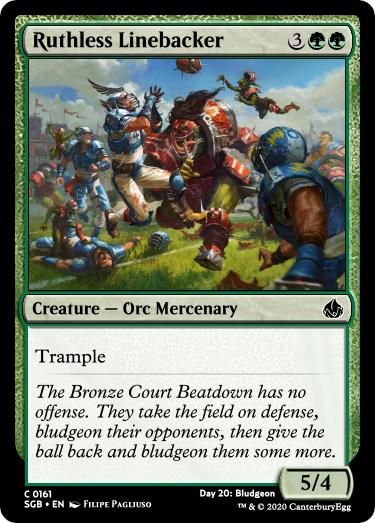 Ruthless Linebacker 3
Creature — Orc Mercenary
Trample
The Bronze Court Beatdown has no
offense. They take the field on defense,
bludgeon their opponents, then give the
ball back and bludgeon them some more.
5/4
C 0161
SGB • EN FILIPE PAGLIUSO
Day 20: Bludgeon
™ & © 2020 CanterburyEgg